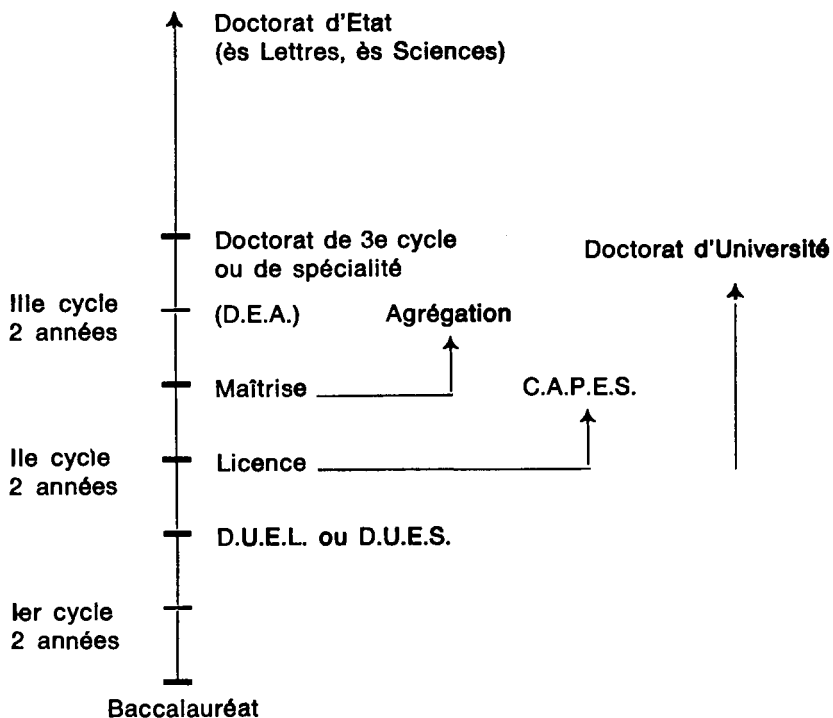 Doctorat d'Etat
(ès Lettres, ès Sciences)
Doctorat de 3e cycle
ou de spécialité
Doctorat d'Université
IIIe cycle
2 années
(D.E.A.)
Agrégation
Maîtrise
C.A.P.E.S.
IIe cycle
2 années
Licence
D.U.E.L. ou D.U.E.S.
Ier cycle
2 années
Baccalauréat